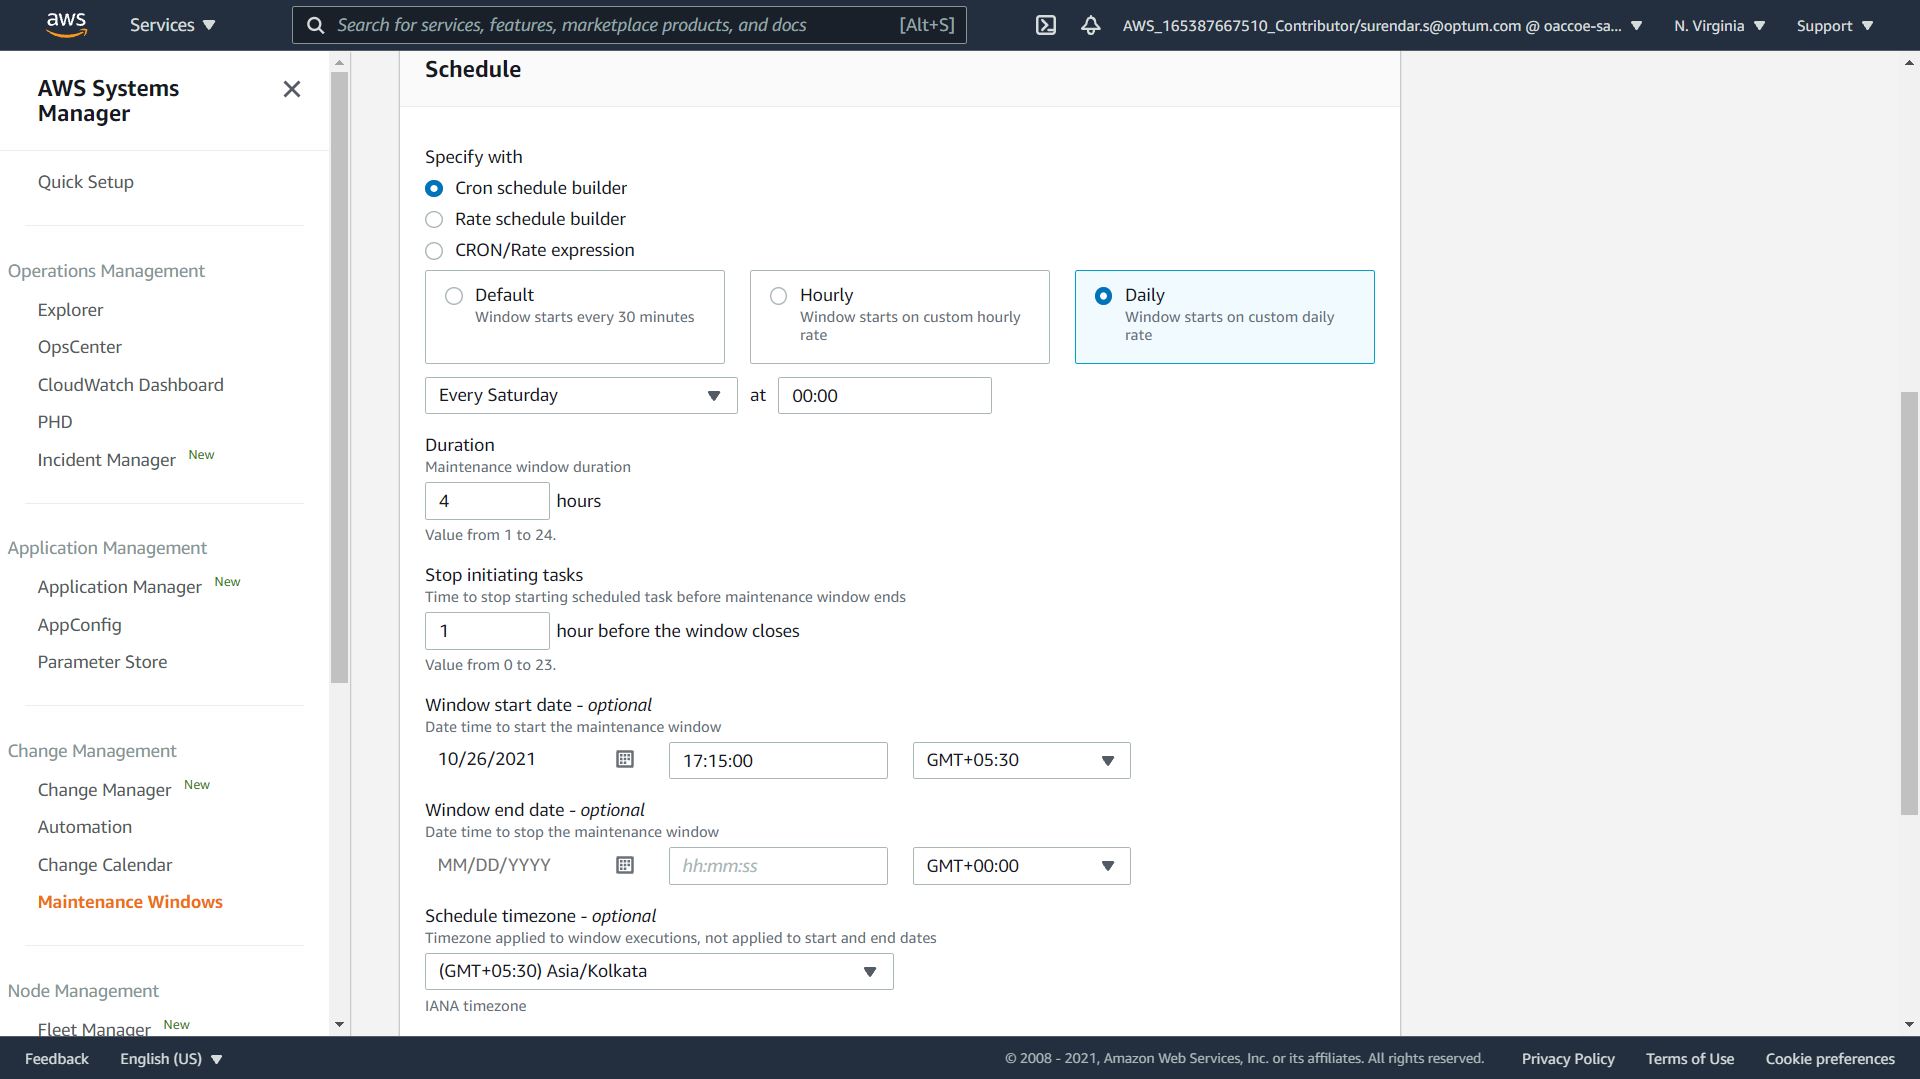 aws
Services
Search for services, features, marketplace products, and docs
[Alt+S]
AWS_165387667510_Contributor/surendar.s@optum.com @ oaccoe-sa...
N. Virginia
Support
AWS Systems
Manager
Quick Setup
Operations Management
Explorer
OpsCenter
CloudWatch Dashboard
PHD
Incident Manager New
Application Management
Application Manager New
AppConfig
Parameter Store
Change Management
Change Manager New
Automation
Change Calendar
Maintenance Windows
Node Management
Fleet Manager New
Schedule
Specify with
Cron schedule builder
Rate schedule builder
CRON/Rate expression
Default
Window starts every 30 minutes
Hourly
Window starts on custom hourly
rate
Daily
Window starts on custom daily
rate
Every Saturday at 00:00
Duration
Maintenance window duration
4 hours
Value from 1 to 24.
Stop initiating tasks
Time to stop starting scheduled task before maintenance window ends
1 hour before the window closes
Value from 0 to 23.
Window start date - optional
Date time to start the maintenance window
10/26/2021 17:15:00 GMT+05:30
Window end date - optional
Date time to stop the maintenance window
MM/DD/YYYY hh:mm:ss GMT+00:00
Schedule timezone - optional
Timezone applied to window executions, not applied to start and end dates
(GMT+05:30) Asia/Kolkata
IANA timezone
Feedback English (US) © 2008 - 2021, Amazon Web Services, Inc. or its affiliates. All rights reserved. Privacy Policy Terms of Use Cookie preferences